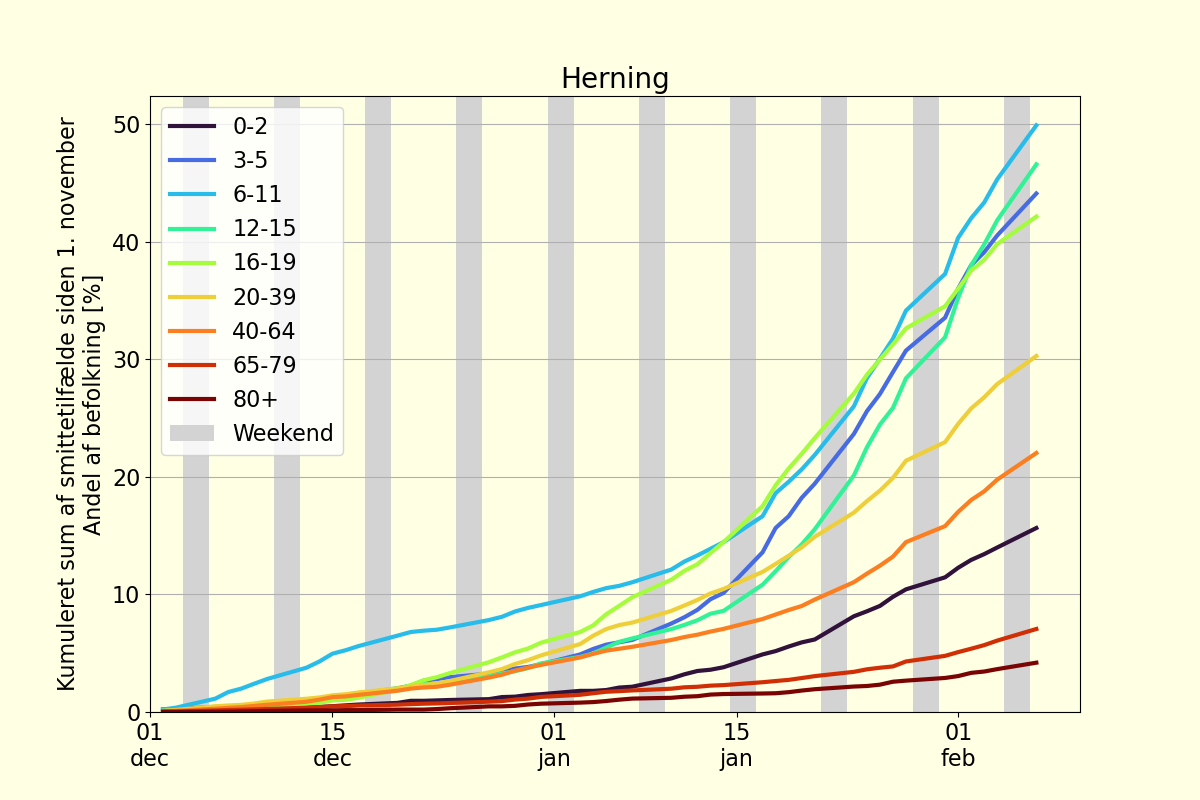 Herning
Kumuleret sum af smittetilfælde siden 1. november
Andel af befolkning [%]
50
40
30
20
10
0
0-2
3-5
6-11
12-15
16-19
20-39
40-64
65-79
80+
Weekend
01 15 01 15 01
dec dec jan jan feb